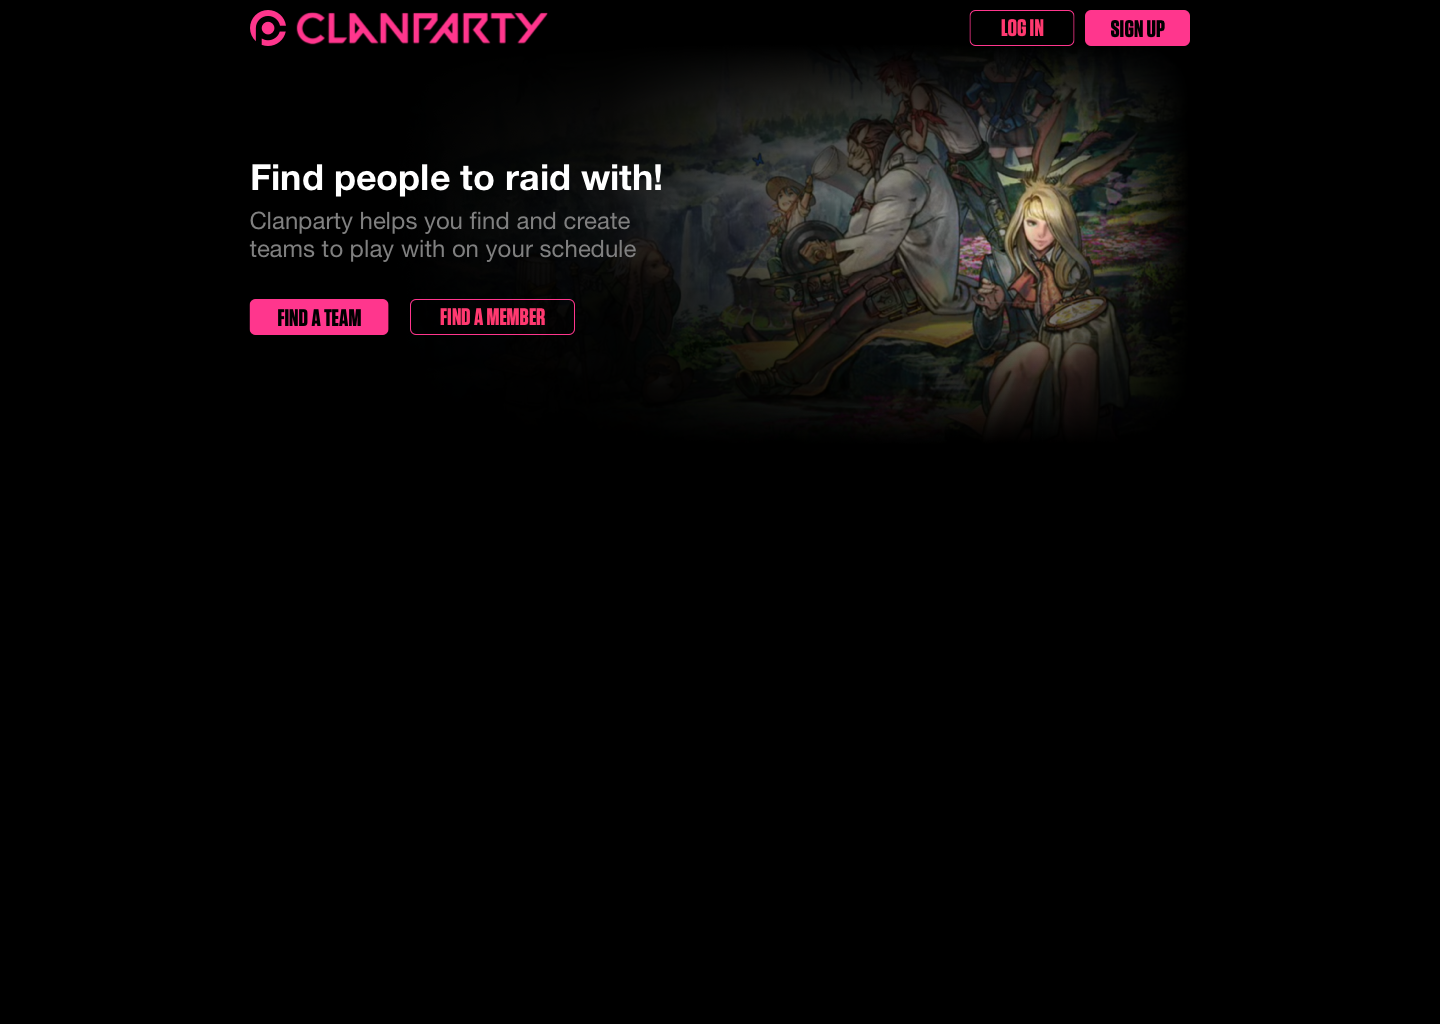 CLANPARTY
LOG IN
SIGN UP
Find people to raid with!
Clanparty helps you find and create
teams to play with on your schedule
FIND A TEAM
FIND A MEMBER